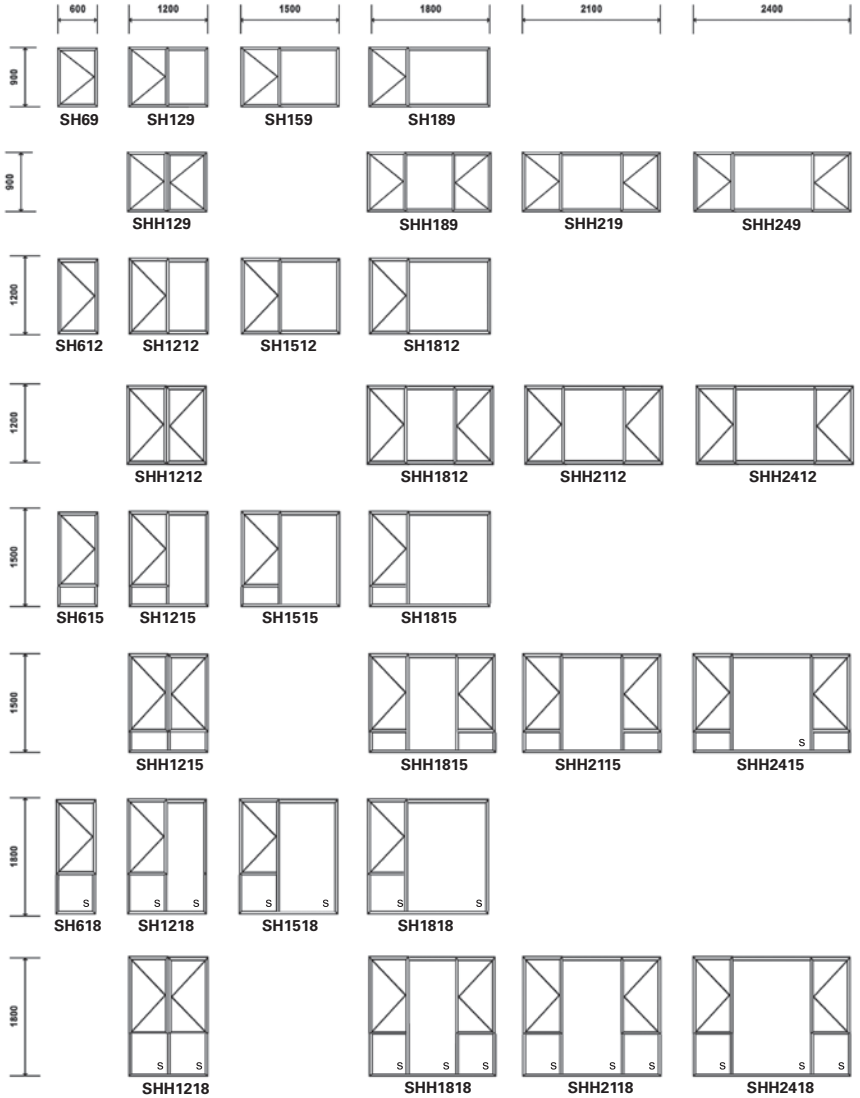 600 1200 1500 1800 2100 2400
900
SH69 SH129 SH159 SH189
900
SHH129 SHH189 SHH219 SHH249
1200
SH612 SH1212 SH1512 SH1812
1200
SHH1212 SHH1812 SHH2112 SHH2412
1500
SH615 SH1215 SH1515 SH1815
1500
S
SHH1215 SHH1815 SHH2115 SHH2415
1800
S S S S S S S
SH618 SH1218 SH1518 SH1818
1800
S S S S S S S S S S S
SHH1218 SHH1818 SHH2118 SHH2418